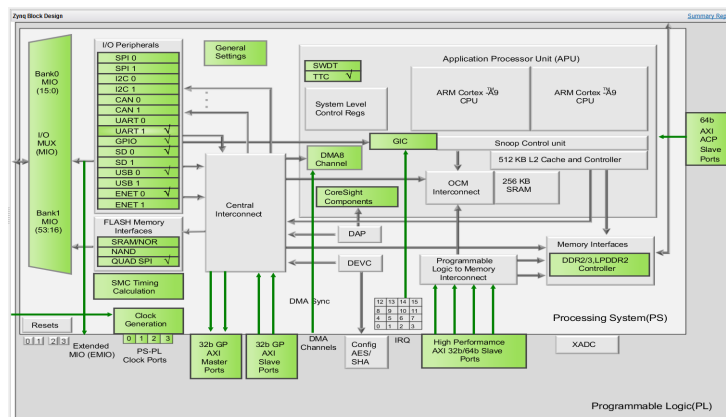 Zynq Block Design
Summary Rep
I/O Peripherals
SPI 0
SPI 1
I2C 0
I2C 1
CAN 0
CAN 1
UART 0
UART 1 √
GPIO √
SD 0 √
SD 1
USB 0 √
USB 1
ENET 0 √
ENET 1
Bank0
MIO
(15:0)
I/O
MUX
(MIO)
Bank1
MIO
(53:16)
FLASH Memory
Interfaces
SRAM/NOR
NAND
QUAD SPI √
SMC Timing
Calculation
Clock
Generation
Resets
0 1 2 3
Extended
MIO (EMIO)
0 1 2 3
PS-PL
Clock Ports
General
Settings
Central
Interconnect
32b GP
AXI
Master
Ports
32b GP
AXI
Slave
Ports
Application Processor Unit (APU)
SWDT
TTC √
System Level
Control Regs
ARM Cortex ™A9
CPU
ARM Cortex ™A9
CPU
GIC
Snoop Control unit
512 KB L2 Cache and Controller
DMA8
Channel
OCM
Interconnect
256 KB
SRAM
CoreSight
Components
DAP
DEVC
Programmable
Logic to Memory
Interconnect
Memory Interfaces
DDR2/3,LPDDR2
Controller
64b
AXI
ACP
Slave
Ports
DMA Sync
12 13 14 15
8 9 10 11
4 5 6 7
0 1 2 3
IRQ
DMA
Channels
Config
AES/
SHA
High Performamce
AXI 32b/64b Slave
Ports
XADC
Processing System(PS)
Programmable Logic(PL)